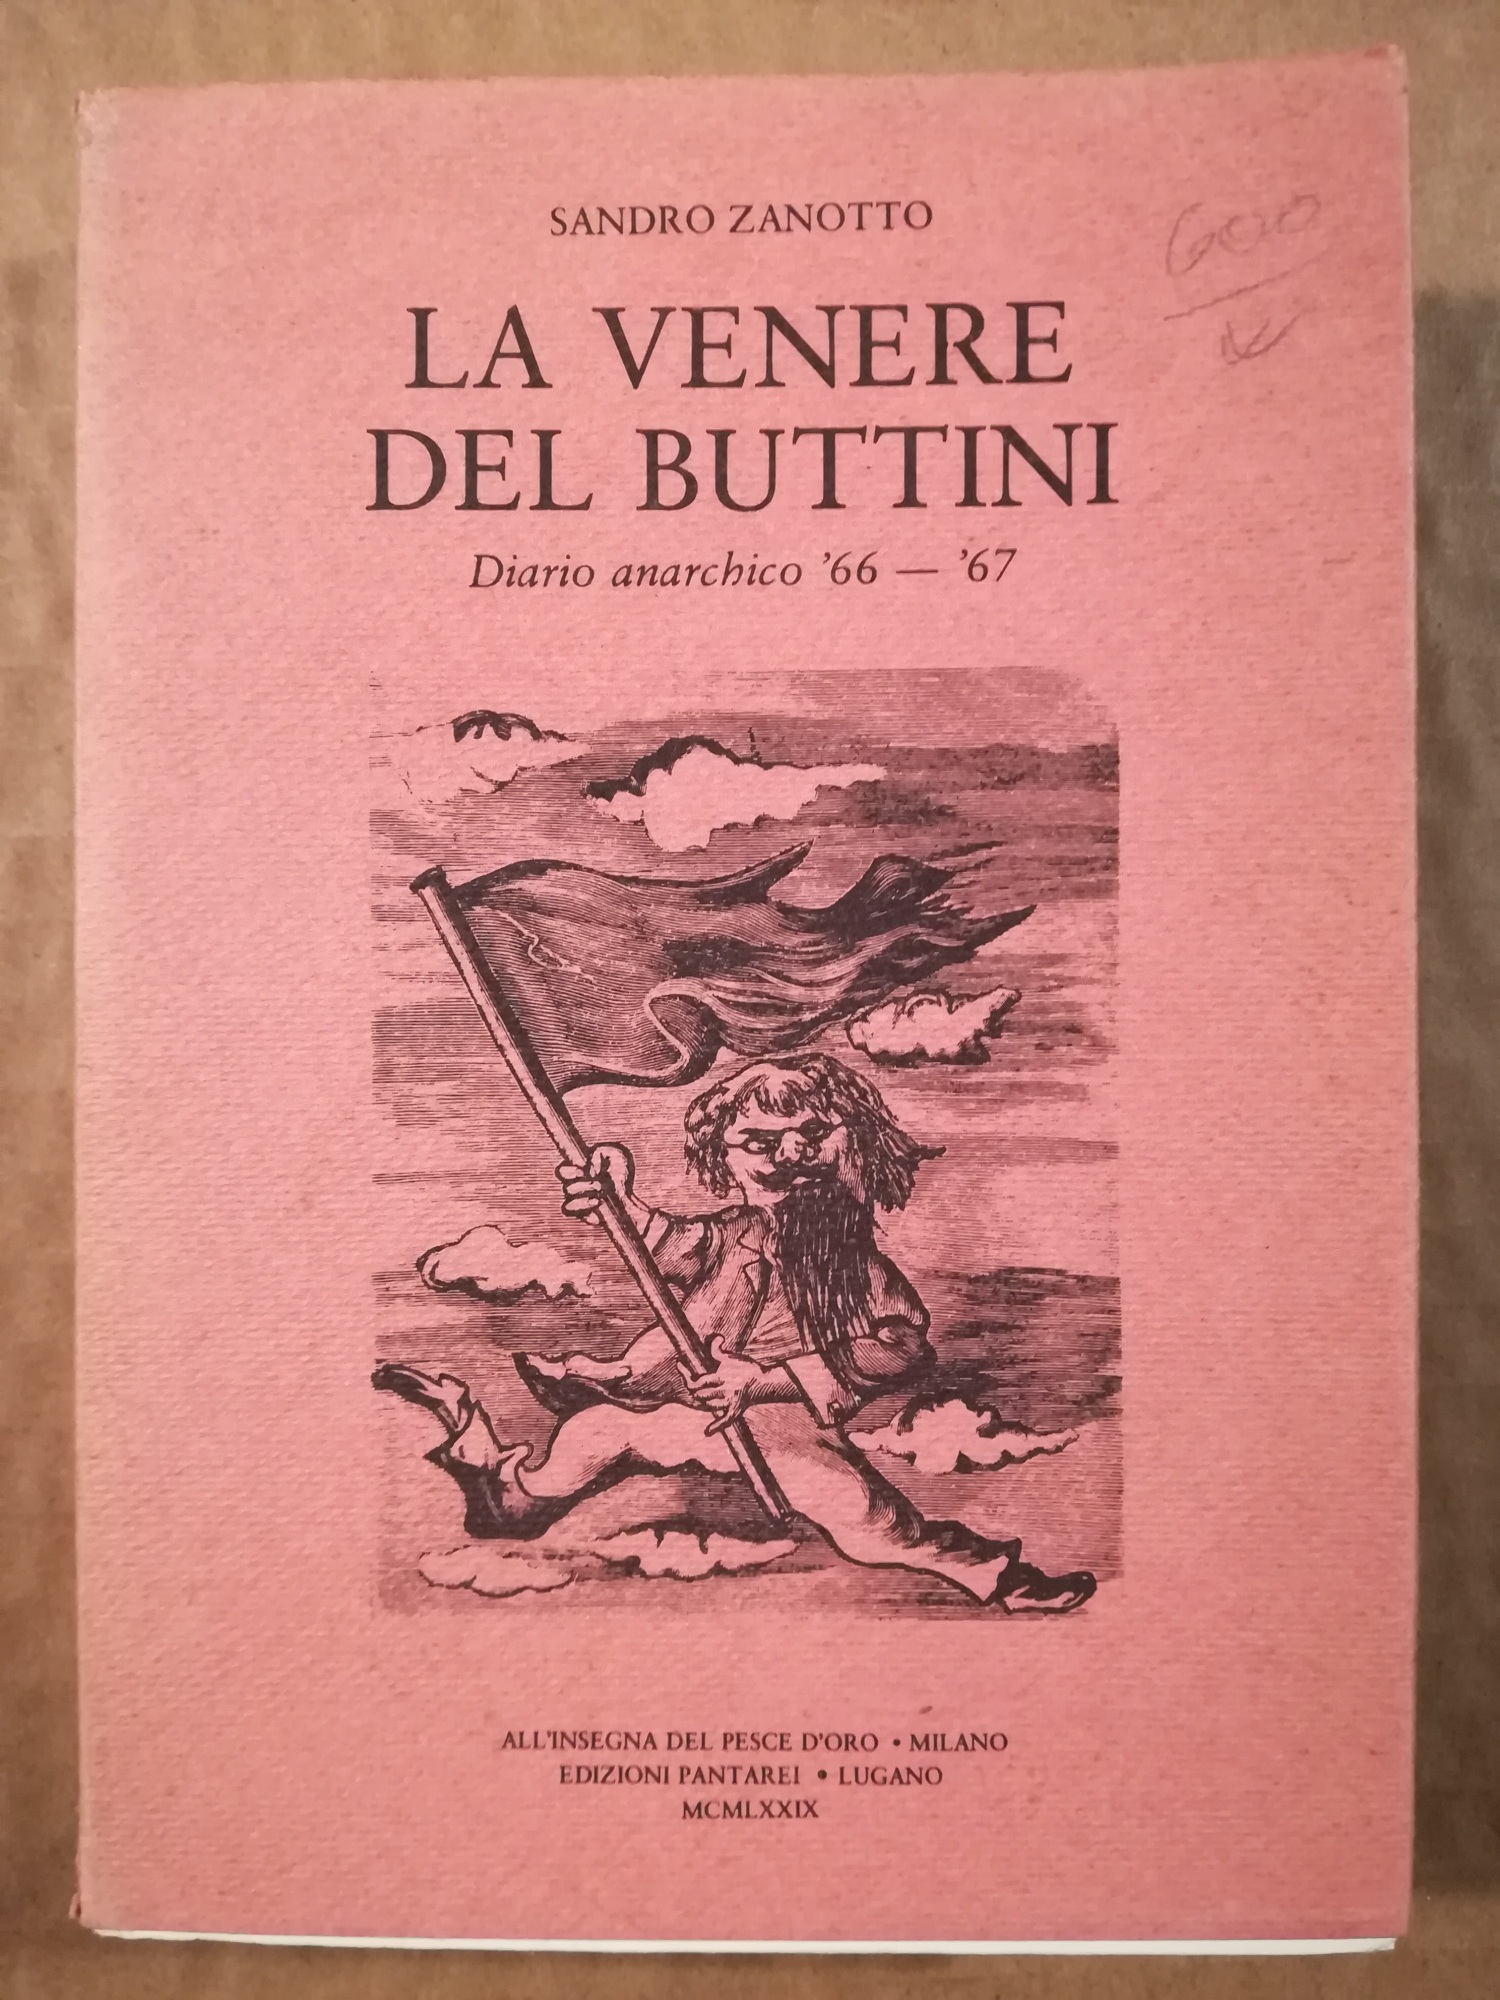 SANDRO ZANOTTO
LA VENERE
DEL BUTTINI
Diario anarchico ’66 — ’67
ALL'INSEGNA DEL PESCE D'ORO • MILANO
EDIZIONI PANTAREI • LUGANO
MCMLXXIX